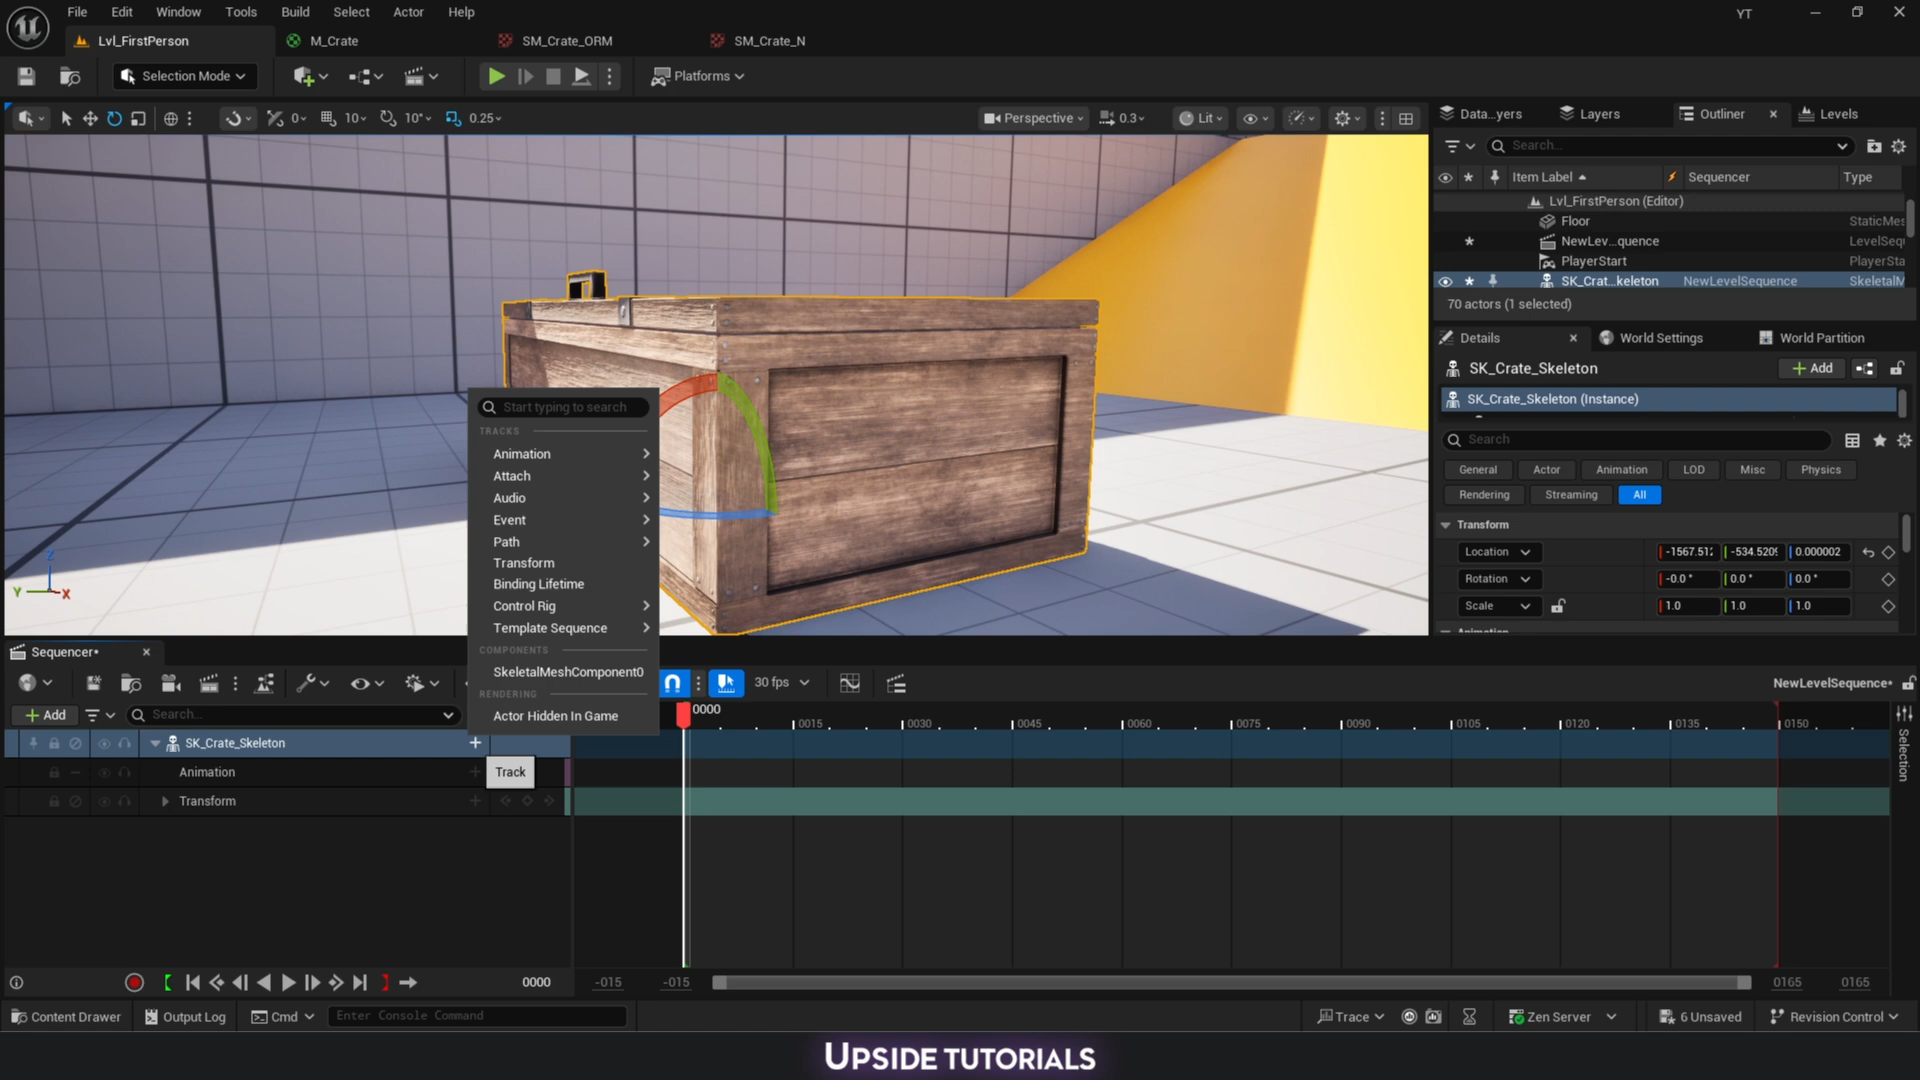 File Edit Window Tools Build Select Actor Help YT
Lvl_FirstPerson M_Crate SM_Crate_ORM SM_Crate_N
Selection Mode Platforms
0 10 10° 0.25 Perspective 0.3 Lit
Data...yers Layers Outliner Levels
Search...
Item Label Sequencer Type
Lvl_FirstPerson (Editor)
Floor StaticMes
NewLev...quence LevelSeq
PlayerStart PlayerSta
SK_Crat...keleton NewLevelSequence SkeletalM
70 actors (1 selected)
Details World Settings World Partition
SK_Crate_Skeleton Add
SK_Crate_Skeleton (Instance)
Search
General Actor Animation LOD Misc Physics
Rendering Streaming All
Transform
Location -1567.512 -534.5209 0.000002
Rotation -0.0 ° 0.0 ° 0.0 °
Scale 1.0 1.0 1.0
Animation
Z
Y X
Start typing to search
TRACKS
Animation
Attach
Audio
Event
Path
Transform
Binding Lifetime
Control Rig
Template Sequence
COMPONENTS
SkeletalMeshComponent0
RENDERING
Actor Hidden In Game
Track
Sequencer*
30 fps NewLevelSequence*
Add Search...
0000 0015 0030 0045 0060 0075 0090 0105 0120 0135 0150
Selection
SK_Crate_Skeleton
Animation
Transform
0000 -015 -015 0165 0165
Content Drawer Output Log Cmd Enter Console Command Trace Zen Server 6 Unsaved Revision Control
UPSIDE TUTORIALS